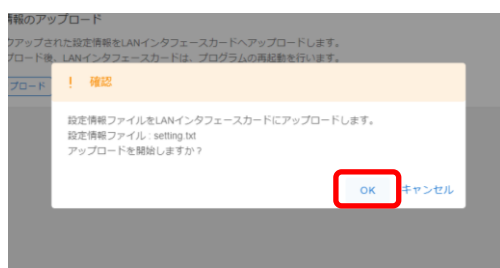 情報のアップロード
クアップされた設定情報をLANインタフェースカードへアップロードします。
プロード後、LANインタフェースカードは、プログラムの再起動を行います。
プロード
! 確認
設定情報ファイルをLANインタフェースカードにアップロードします。
設定情報ファイル : setting.txt
アップロードを開始しますか？
OK キャンセル